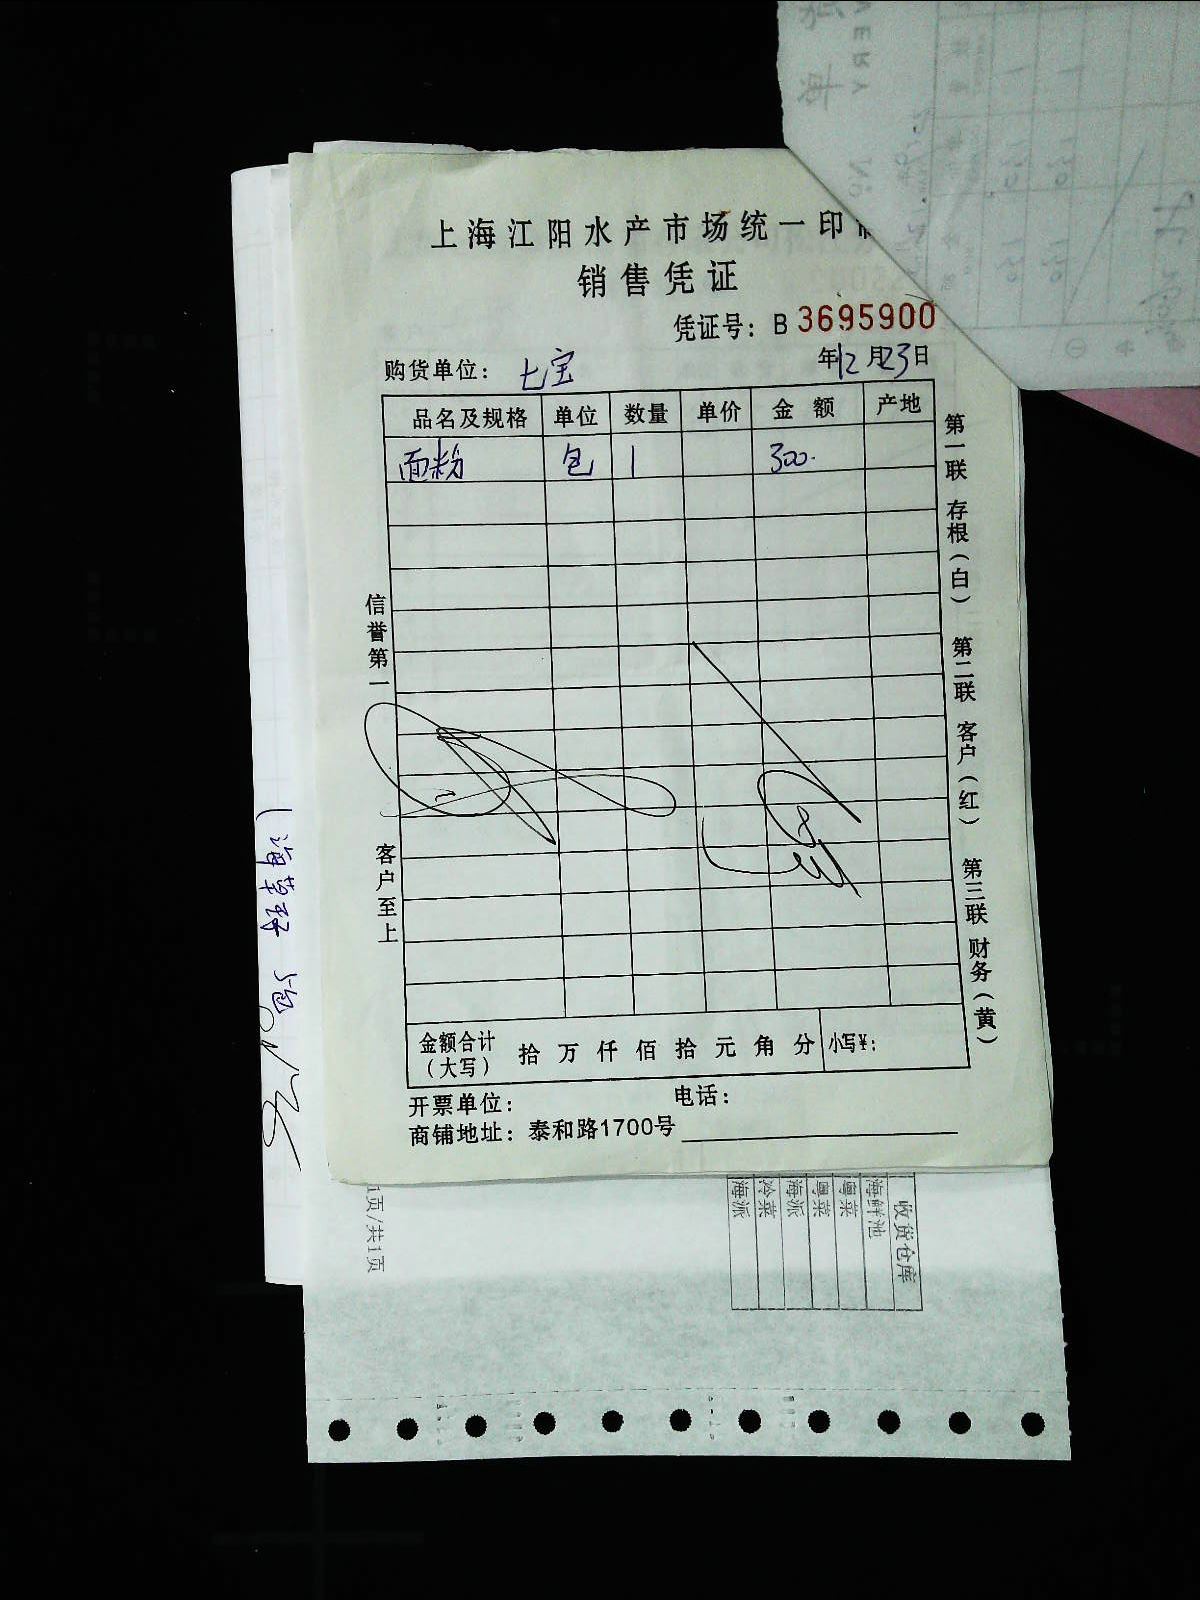 上海江阳水产市场统一印
销售凭证
凭证号：B 3695900
购货单位：七宝 年12月23日
品名及规格 单位 数量 单价 金额 产地
面粉 包 1 300.
信誉第一
客户至上
第一联 存根（白） 第二联 客户（红） 第三联 财务（黄）
金额合计（大写） 拾 万 仟 佰 拾 元 角 分 小写¥：
开票单位： 电话：
商铺地址：泰和路1700号
收货仓库
海鲜池
粤菜
粤菜
海派
冷菜
海派
1页/共1页